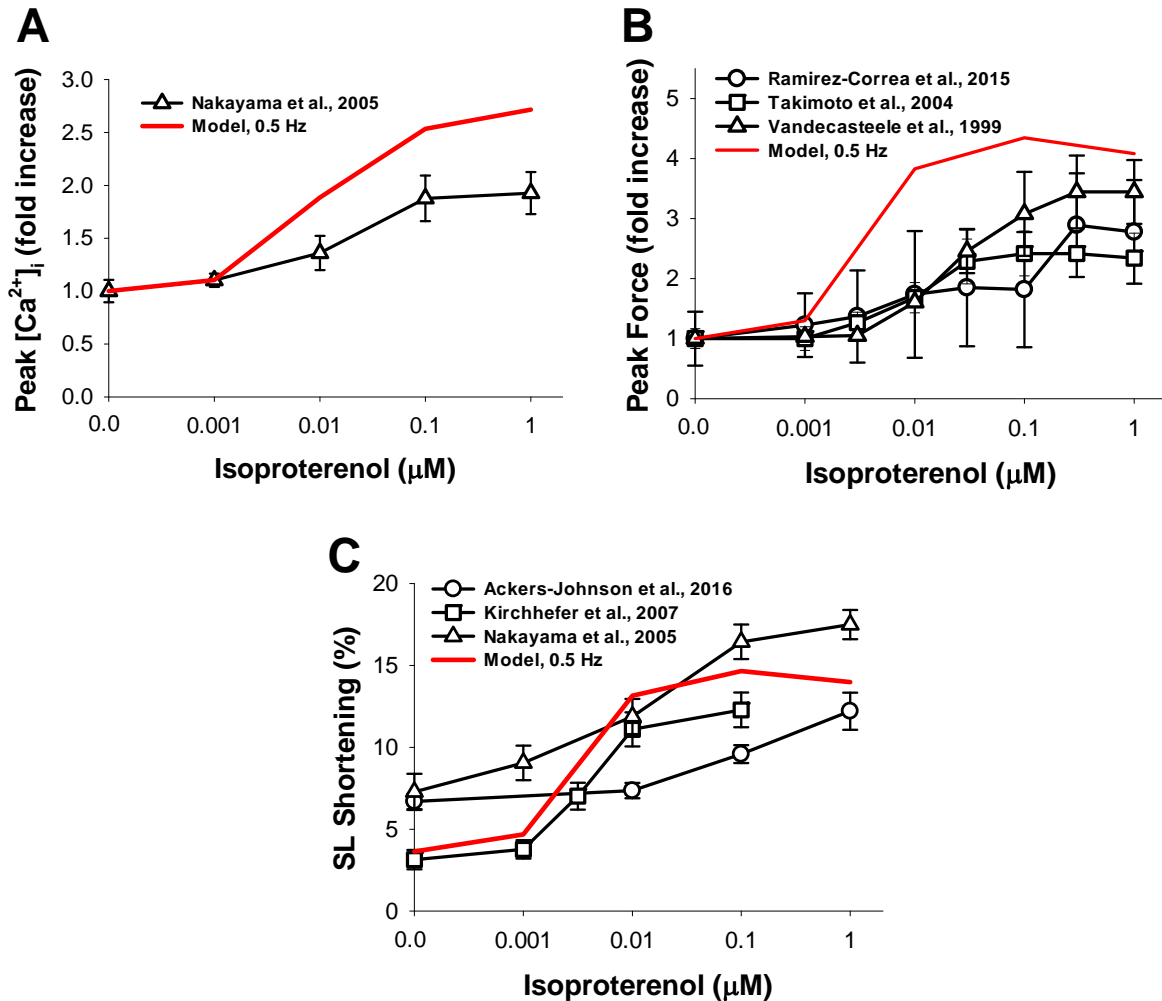 A
Peak [Ca²⁺]ᵢ (fold increase)
3.0
2.5
2.0
1.5
1.0
0.5
0.0
Nakayama et al., 2005
Model, 0.5 Hz
0.0 0.001 0.01 0.1 1
Isoproterenol (μM)
B
Peak Force (fold increase)
5
4
3
2
1
0
Ramirez-Correa et al., 2015
Takimoto et al. 2004
Vandecasteele et al., 1999
Model, 0.5 Hz
0.0 0.001 0.01 0.1 1
Isoproterenol (μM)
C
SL Shortening (%)
20
15
10
5
0
Ackers-Johnson et al., 2016
Kirchhefer et al., 2007
Nakayama et al., 2005
Model, 0.5 Hz
0.0 0.001 0.01 0.1 1
Isoproterenol (μM)